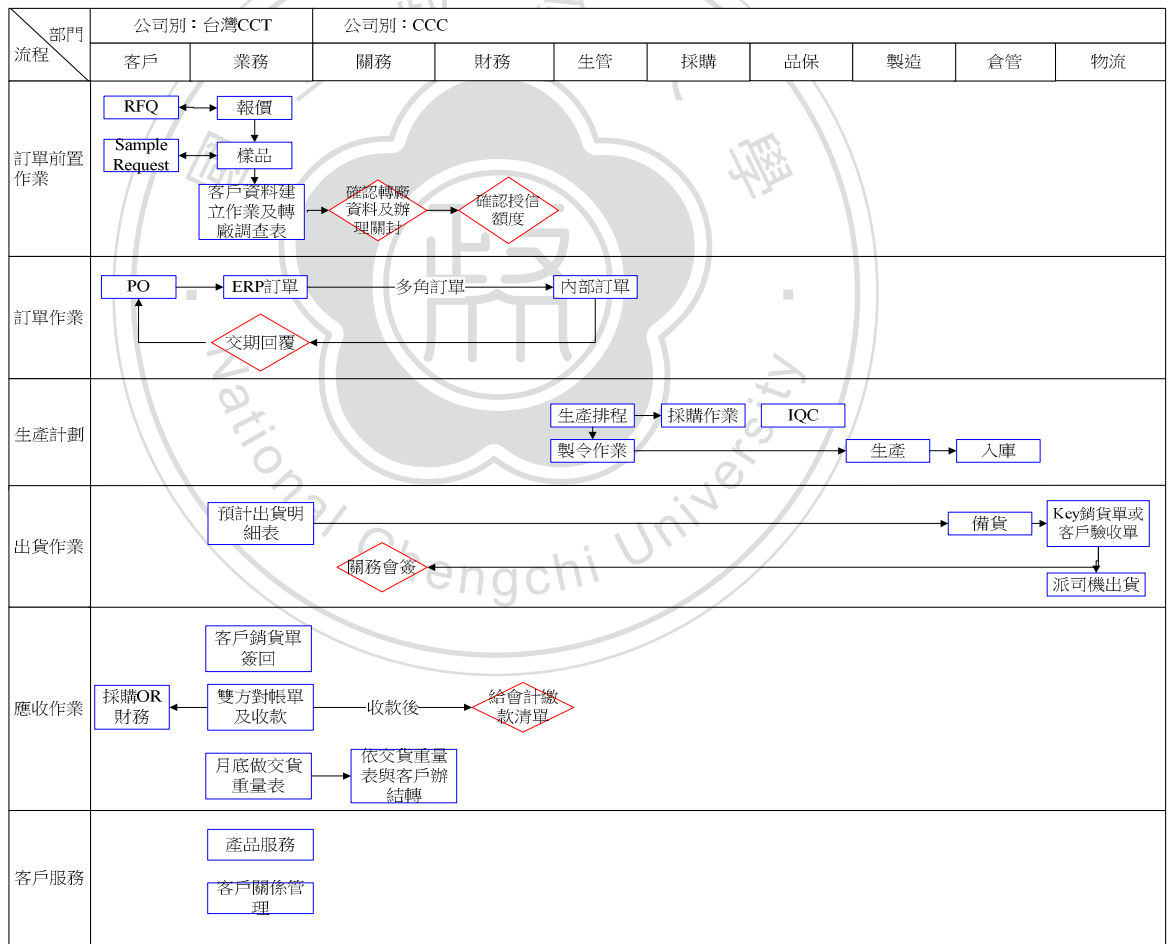 部門
流程
公司別：台灣CCT
公司別：CCC
客戶
業務
關務
財務
生管
採購
品保
製造
倉管
物流
訂單前置
作業
RFQ
報價
Sample
Request
樣品
客戶資料建
立作業及轉
廠調查表
確認轉廠
資料及辦
理關封
確認授信
額度
訂單作業
PO
ERP訂單
多角訂單
內部訂單
交期回覆
生產計劃
生產排程
採購作業
IQC
製令作業
生產
入庫
出貨作業
預計出貨明
細表
備貨
Key銷貨單或
客戶驗收單
關務會簽
派司機出貨
應收作業
客戶銷貨單
簽回
採購OR
財務
雙方對帳單
及收款
收款後
給會計繳
款清單
月底做交貨
重量表
依交貨重量
表與客戶辦
結轉
客戶服務
產品服務
客戶關係管
理
學
政
National Chengchi University